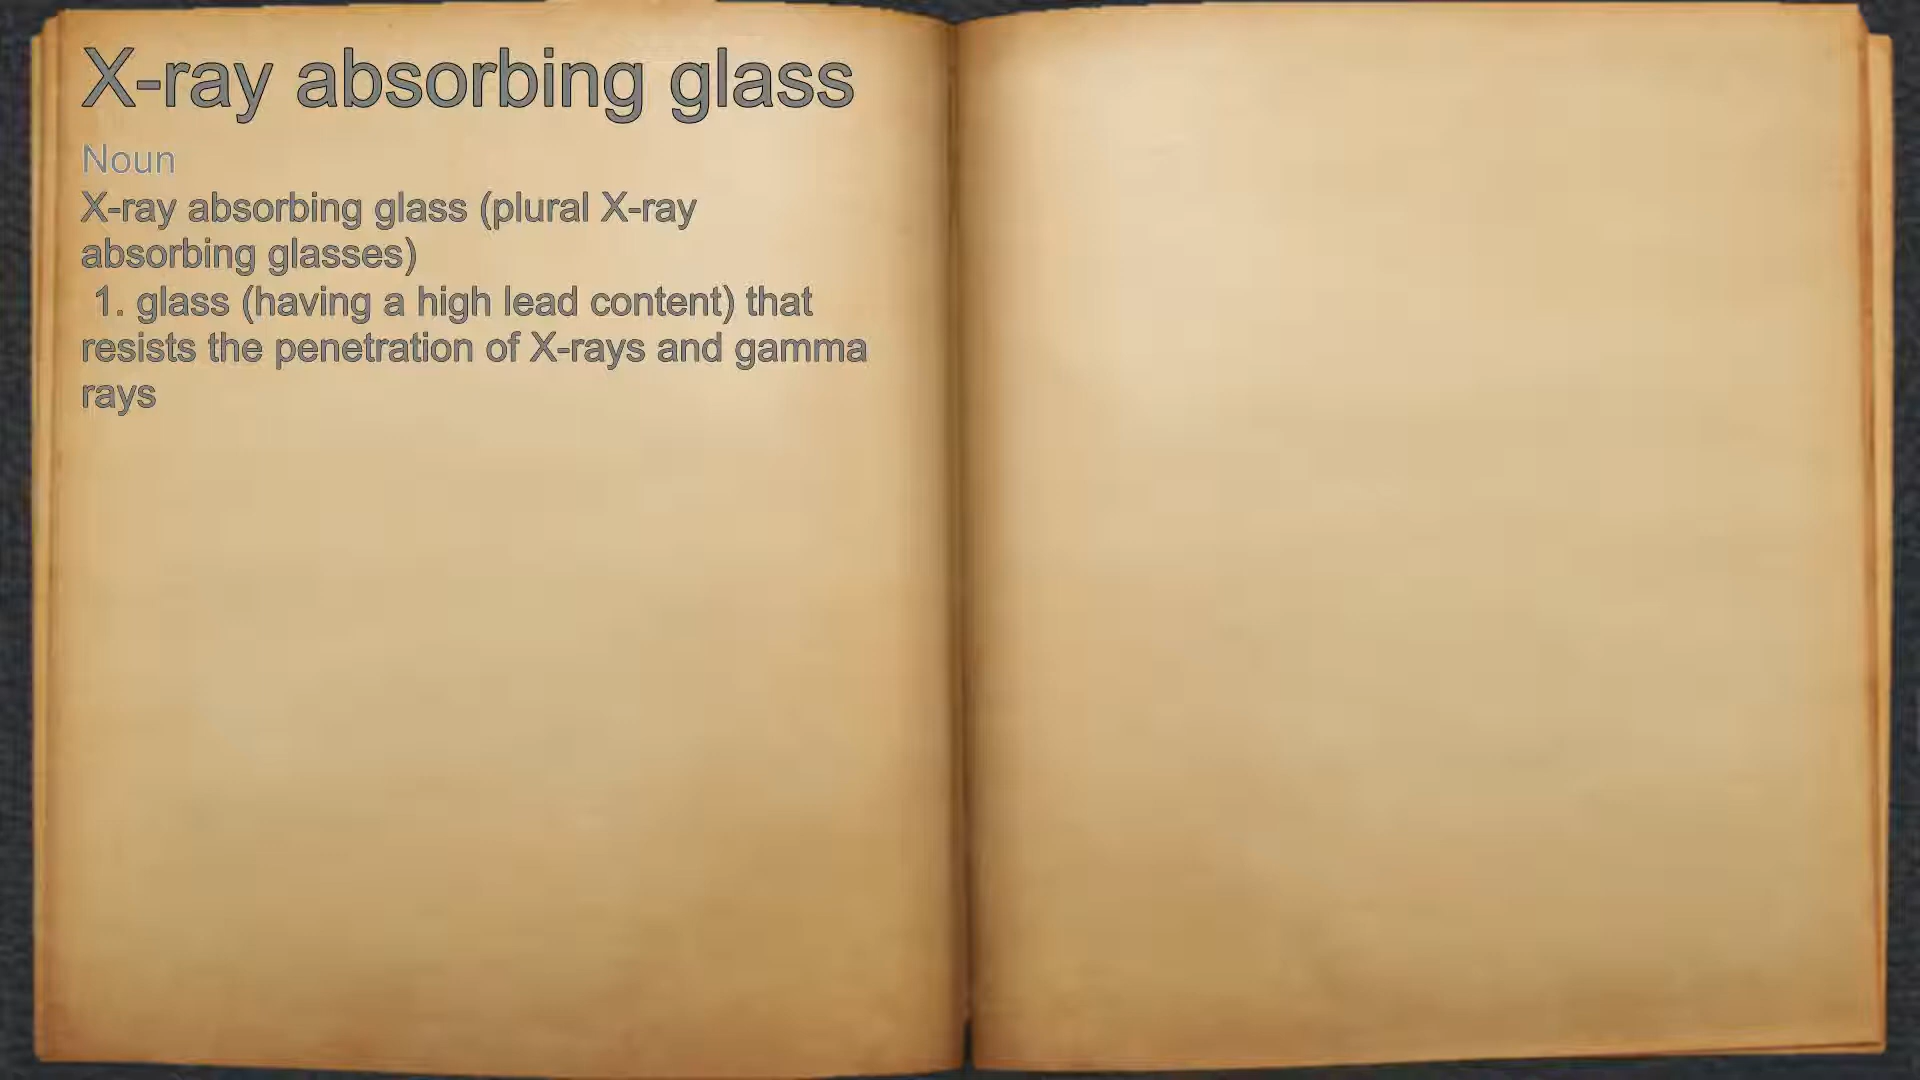 X-ray absorbing glass
Noun
X-ray absorbing glass (plural X-ray
absorbing glasses)
1. glass (having a high lead content) that
resists the penetration of X-rays and gamma
rays